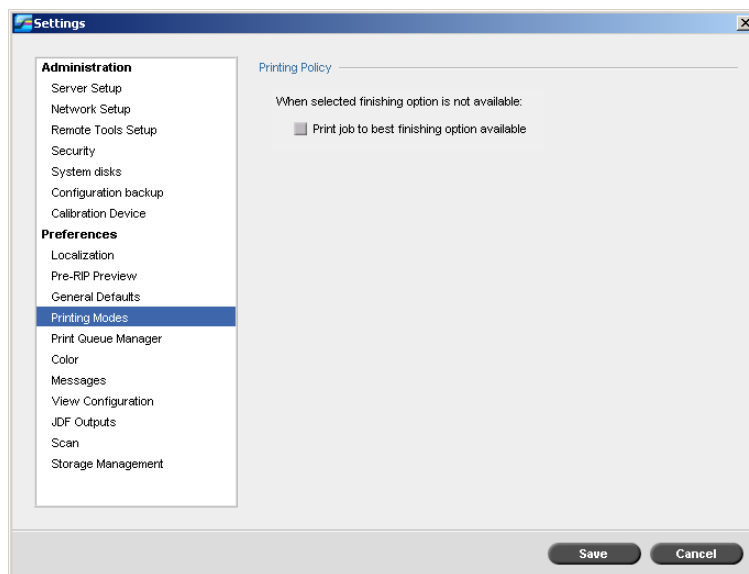 Settings
Administration
Server Setup
Network Setup
Remote Tools Setup
Security
System disks
Configuration backup
Calibration Device
Preferences
Localization
Pre-RIP Preview
General Defaults
Printing Modes
Print Queue Manager
Color
Messages
View Configuration
JDF Outputs
Scan
Storage Management
Printing Policy
When selected finishing option is not available:
Print job to best finishing option available
Save
Cancel